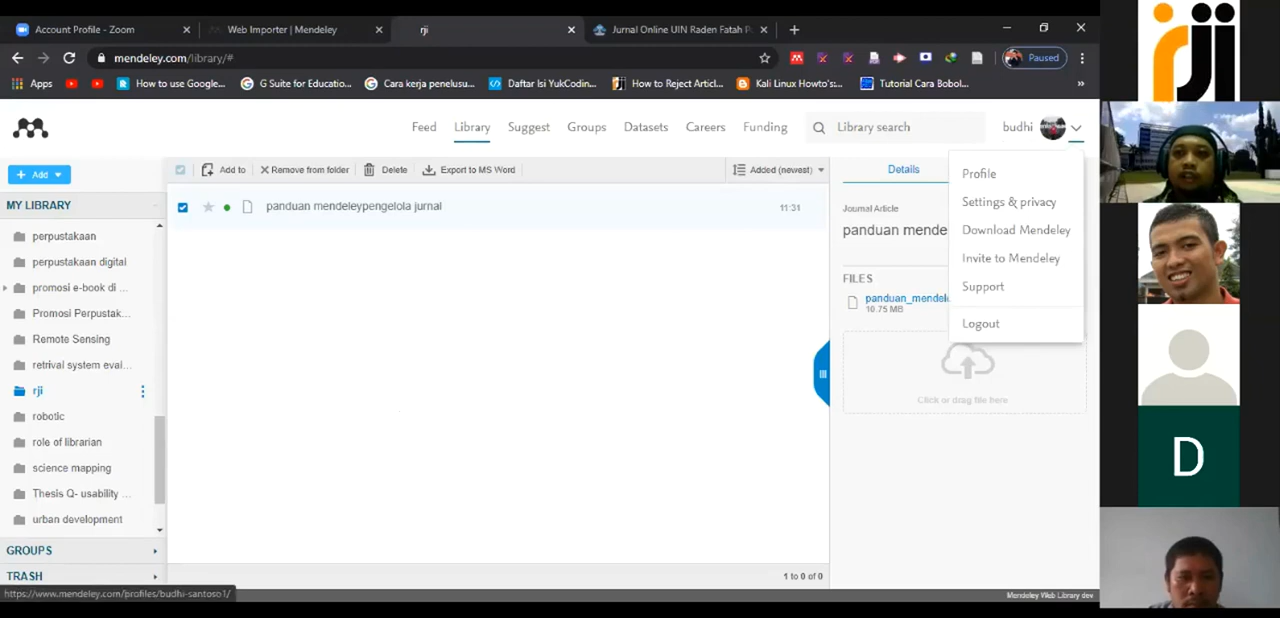 Account Profile - Zoom
Web Importer | Mendeley
rji
Jurnal Online UIN Raden Fatah P
mendeley.com/library/#
Paused
Apps
How to use Google...
G Suite for Educatio...
Cara kerja penelusu...
Daftar Isi YukCodin...
How to Reject Articl...
Kali Linux Howto's:...
Tutorial Cara Bobol...
»
Feed
Library
Suggest
Groups
Datasets
Careers
Funding
Library search
budhi
+ Add
Add to
Remove from folder
Delete
Export to MS Word
Added (newest)
Details
MY LIBRARY
perpustakaan
perpustakaan digital
promosi e-book di ...
Promosi Perpustak...
Remote Sensing
retrival system eval...
rji
robotic
role of librarian
science mapping
Thesis Q- usability ...
urban development
GROUPS
TRASH
panduan mendeleypengelola jurnal
11:31
Journal Article
panduan mende
FILES
panduan_mendel
10.75 MB
Click or drag file here
Profile
Settings & privacy
Download Mendeley
Invite to Mendeley
Support
Logout
1 to 0 of 0
https://www.mendeley.com/profiles/budhi-santoso1/
Mendeley Web Library dev
rji
D